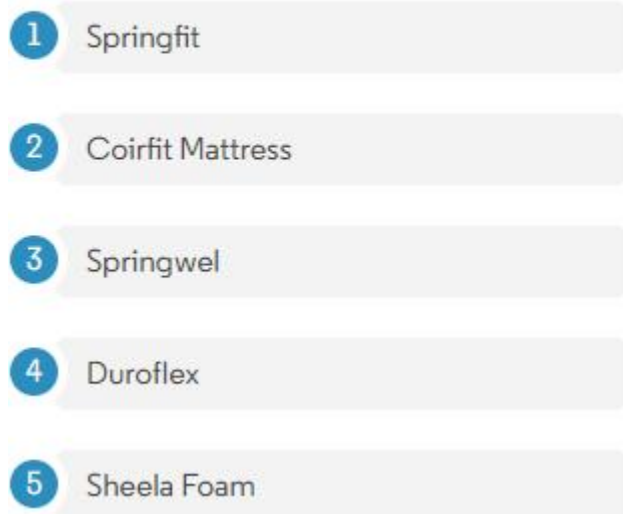 1 Springfit
2 Coirfit Mattress
3 Springwel
4 Duroflex
5 Sheela Foam